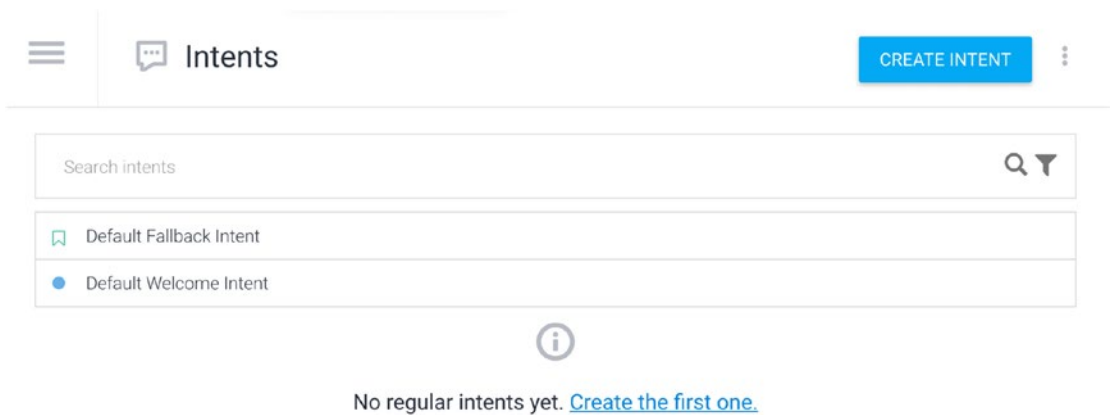 Intents
CREATE INTENT
Search intents
Default Fallback Intent
Default Welcome Intent
No regular intents yet. Create the first one.